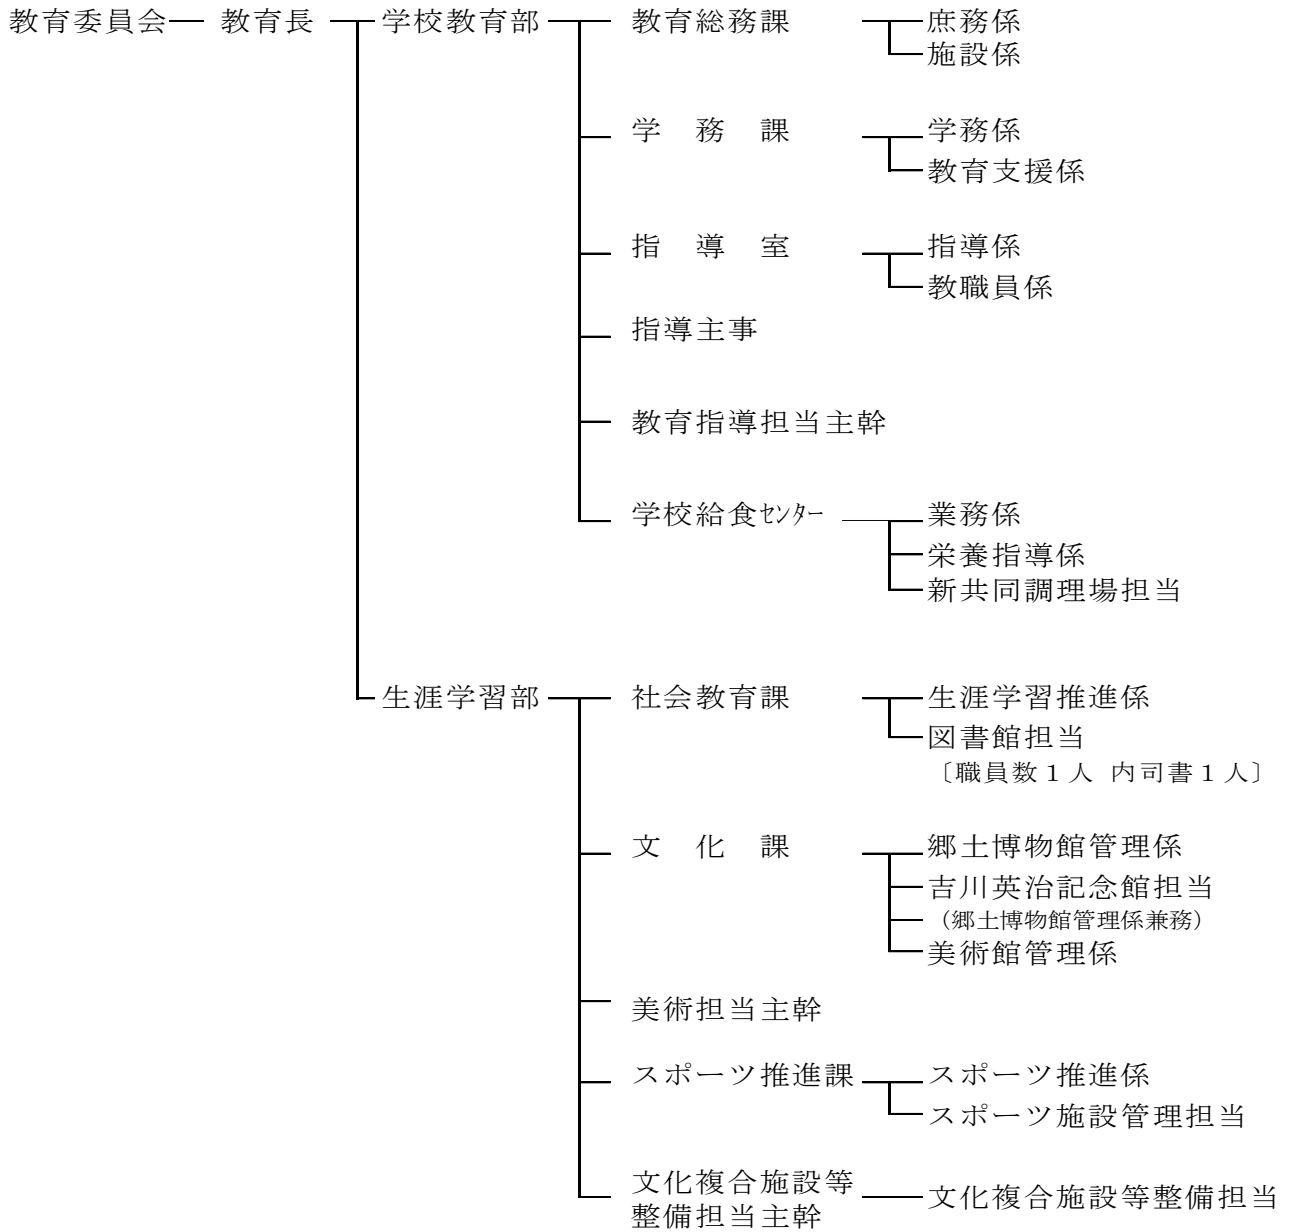 教育委員会 教育長 学校教育部 教育総務課 庶務係
施設係
学務課 学務係
教育支援係
指導室 指導係
教職員係
指導主事
教育指導担当主幹
学校給食センター 業務係
栄養指導係
新共同調理場担当
生涯学習部 社会教育課 生涯学習推進係
図書館担当
〔職員数1人 内司書1人〕
文化課 郷土博物館管理係
吉川英治記念館担当
(郷土博物館管理係兼務)
美術館管理係
美術担当主幹
スポーツ推進課 スポーツ推進係
スポーツ施設管理担当
文化複合施設等
整備担当主幹
文化複合施設等整備担当